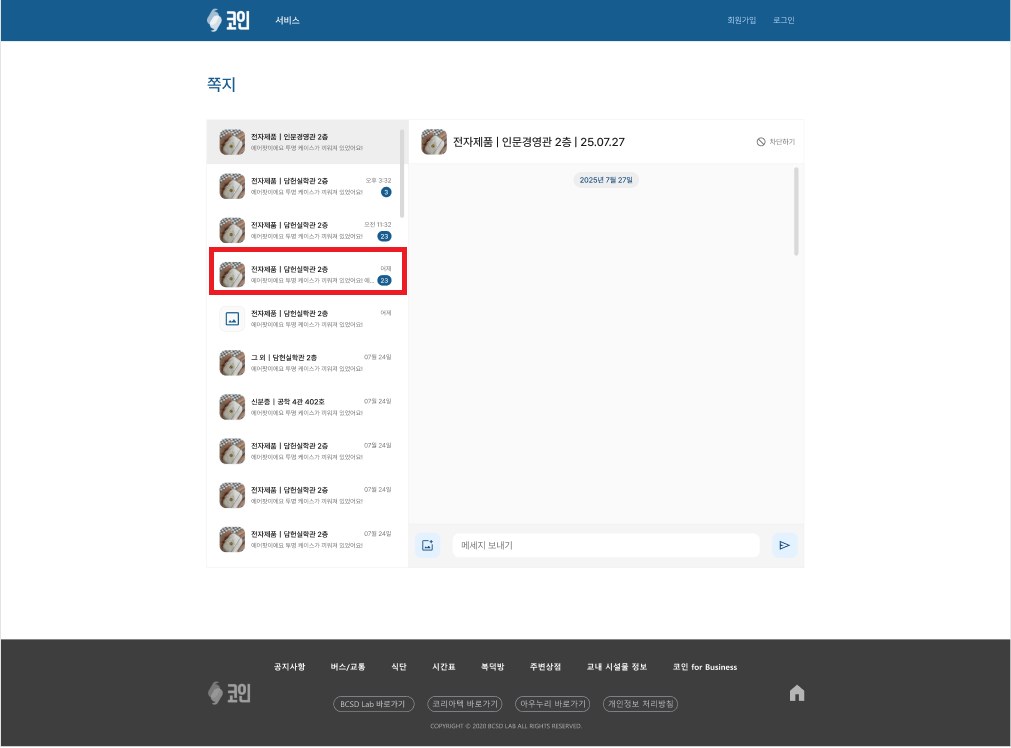 코인
서비스
회원가입
로그인
쪽지
전자제품 | 인문경영관 2층
에어팟이에요 투명 케이스가 끼워져 있었어요!
전자제품 | 담헌실학관 2층
오후 3:32
에어팟이에요 투명 케이스가 끼워져 있었어요!
3
전자제품 | 담헌실학관 2층
오전 11:32
에어팟이에요 투명 케이스가 끼워져 있었어요!
23
전자제품 | 담헌실학관 2층
어제
에어팟이에요 투명 케이스가 끼워져 있었어요! 에...
23
전자제품 | 담헌실학관 2층
어제
에어팟이에요 투명 케이스가 끼워져 있었어요!
그 외 | 담헌실학관 2층
07월 24일
에어팟이에요 투명 케이스가 끼워져 있었어요!
신분증 | 공학 4관 402호
07월 24일
에어팟이에요 투명 케이스가 끼워져 있었어요!
전자제품 | 담헌실학관 2층
07월 24일
에어팟이에요 투명 케이스가 끼워져 있었어요!
전자제품 | 담헌실학관 2층
07월 24일
에어팟이에요 투명 케이스가 끼워져 있었어요!
전자제품 | 담헌실학관 2층
07월 24일
에어팟이에요 투명 케이스가 끼워져 있었어요!
전자제품 | 인문경영관 2층 | 25.07.27
차단하기
2025년 7월 27일
메세지 보내기
공지사항 버스/교통 식단 시간표 복덕방 주변상점 교내 시설물 정보 코인 for Business
코인
BCSD Lab 바로가기 코리아텍 바로가기 아우누리 바로가기 개인정보 처리방침
COPYRIGHT © 2020 BCSD LAB ALL RIGHTS RESERVED.